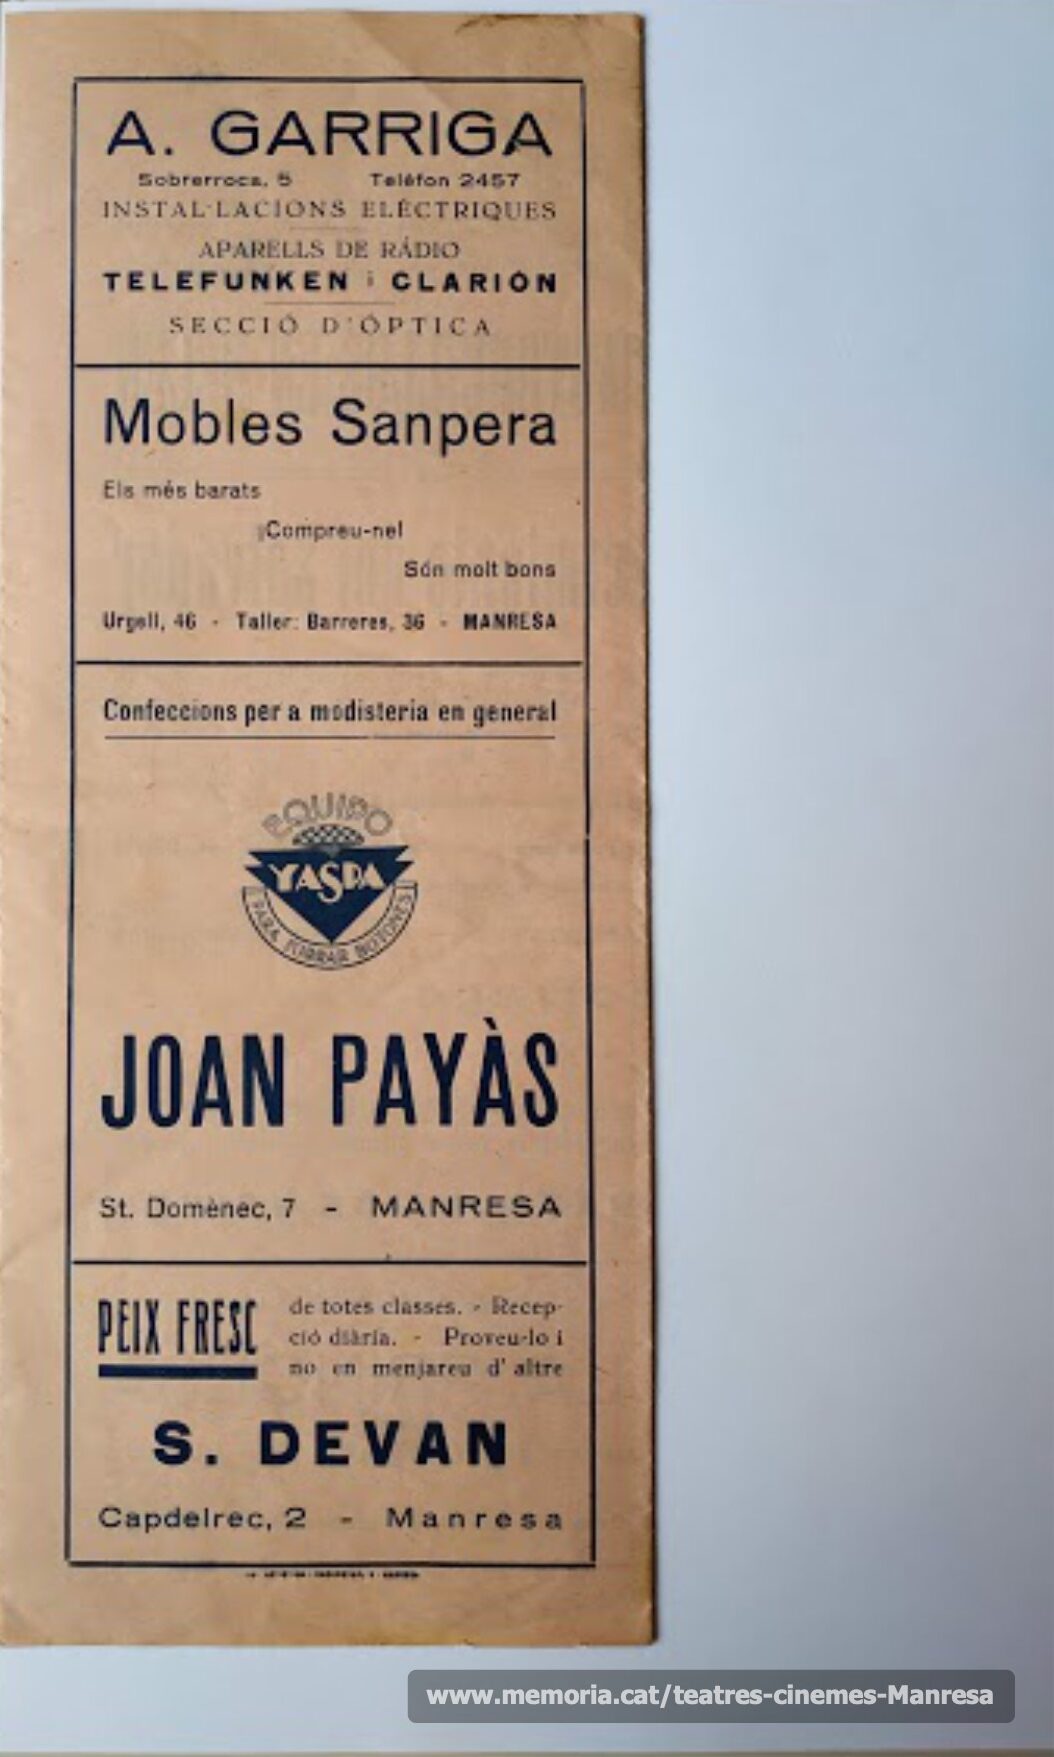 A. GARRIGA
Sobrerroca, 5 Telèfon 2457
INSTAL·LACIONS ELÈCTRIQUES
APARELLS DE RÀDIO
TELEFUNKEN i CLARIÓN
SECCIÓ D'ÒPTICA
Mobles Sanpera
Els més barats
¡Compreu-ne!
Són molt bons
Urgell, 46 - Taller: Barreres, 36 - MANRESA
Confeccions per a modisteria en general
EQUIPO
YASPA
PARA FORRAR BOTONES
JOAN PAYÀS
St. Domènec, 7 - MANRESA
PEIX FRESC de totes classes. - Recep-
ció diària. - Proveu-lo i
no en menjareu d'altre
S. DEVAN
Capdelrec, 2 - Manresa
www.memoria.cat/teatres-cinemes-Manresa